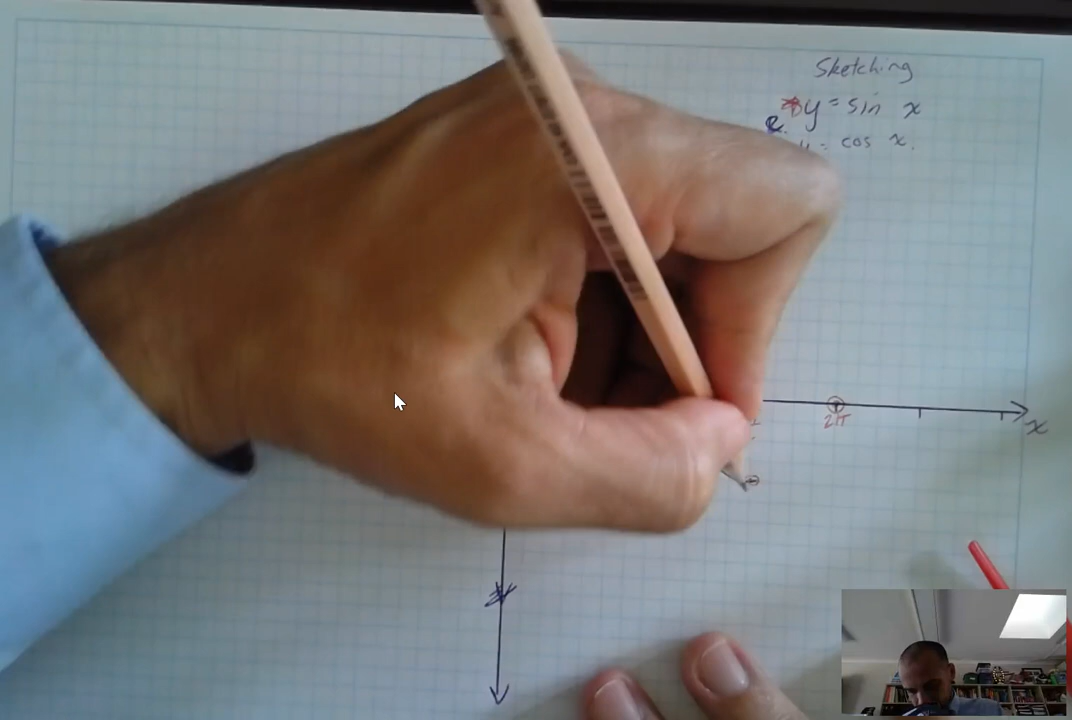 Sketching
y = sin x
y = cos x.
2π
x